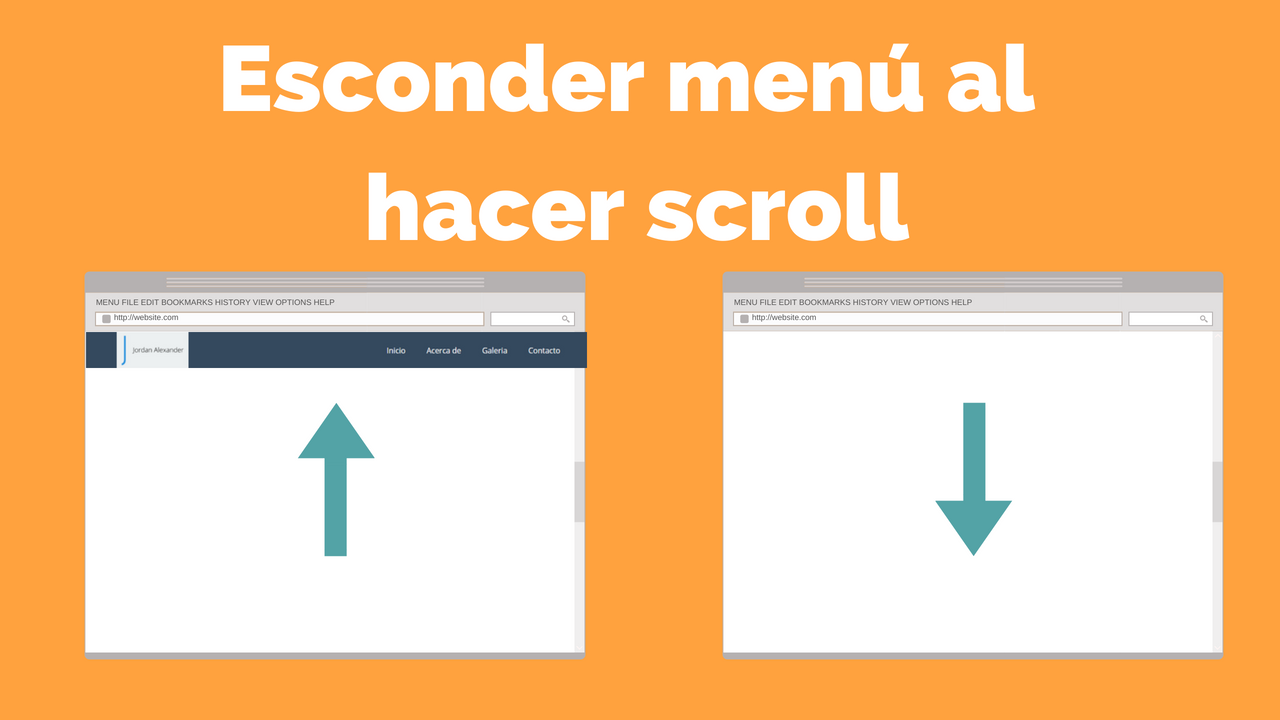 Esconder menú al
hacer scroll
MENU FILE EDIT BOOKMARKS HISTORY VIEW OPTIONS HELP
http://website.com
Jordan Alexander
Inicio Acerca de Galeria Contacto
MENU FILE EDIT BOOKMARKS HISTORY VIEW OPTIONS HELP
http://website.com